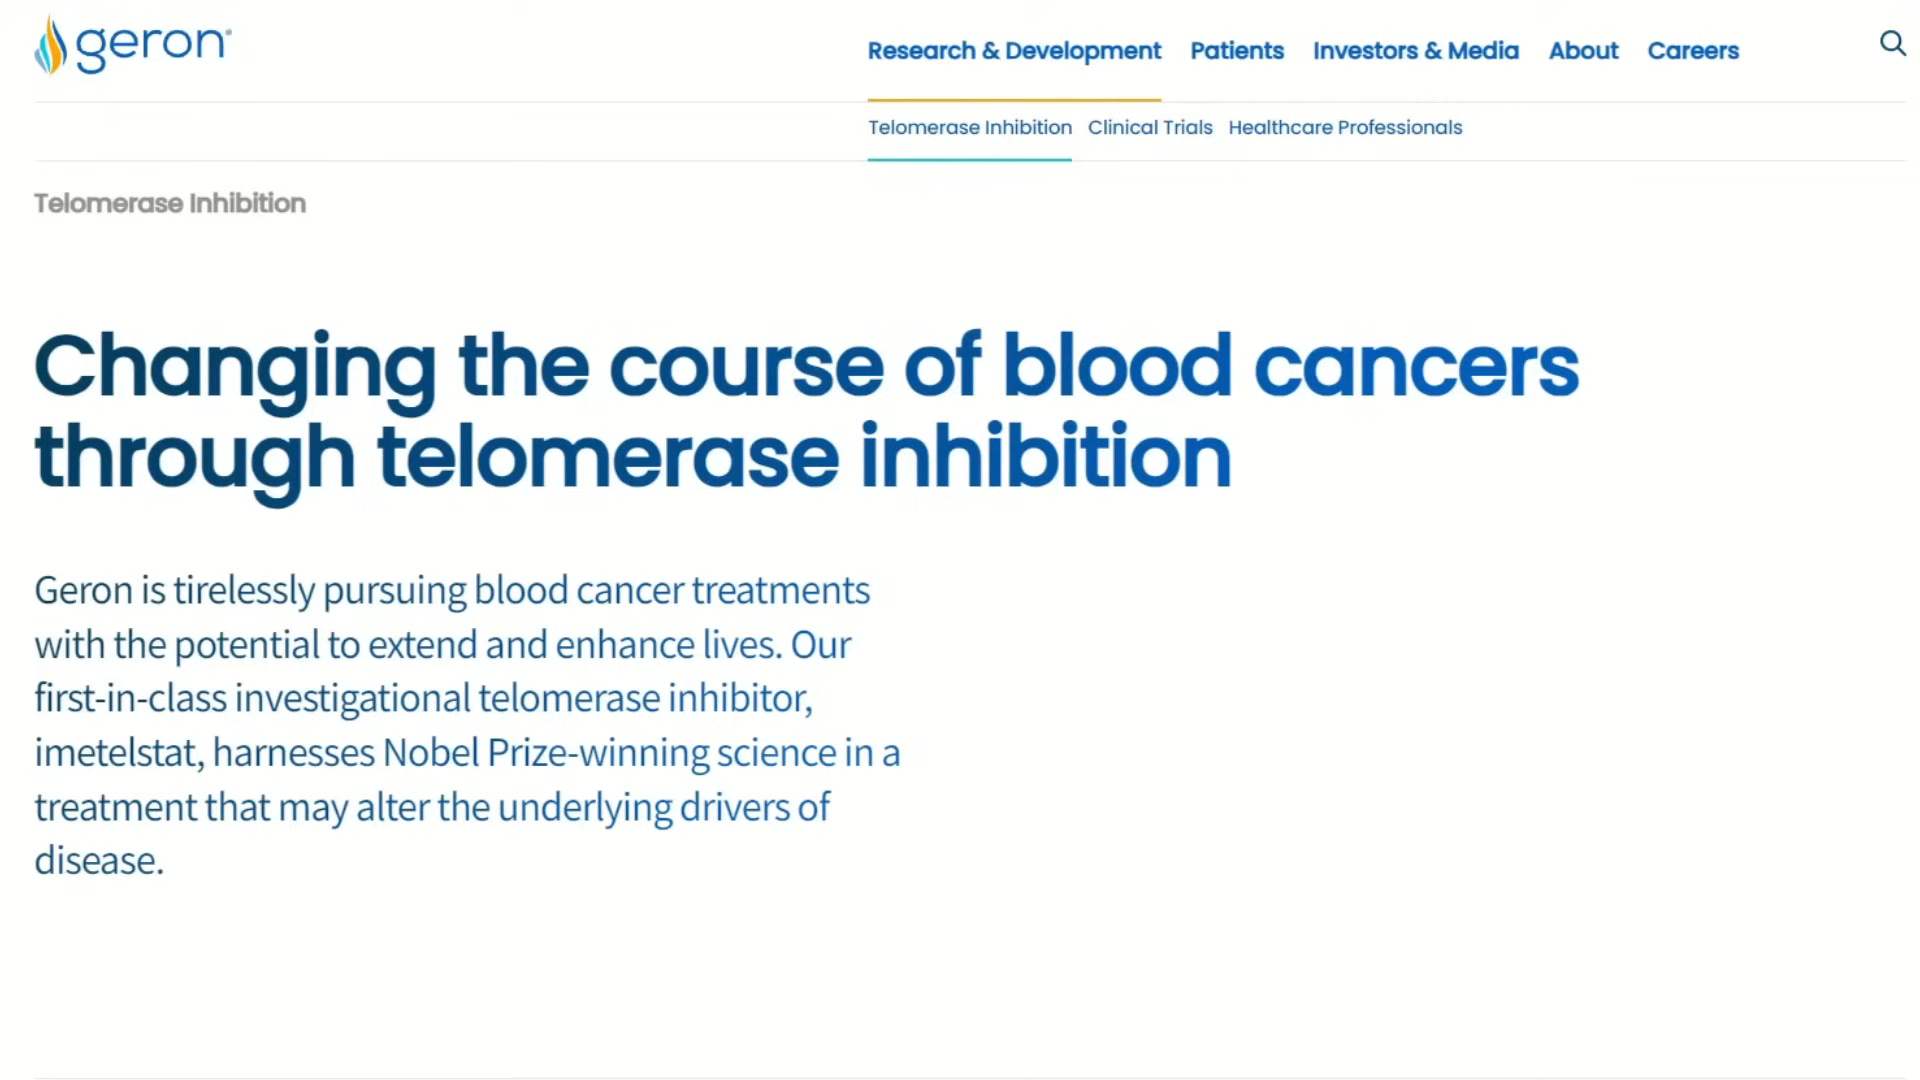 geron
Research & Development Patients Investors & Media About Careers
Telomerase Inhibition Clinical Trials Healthcare Professionals
Telomerase Inhibition
Changing the course of blood cancers
through telomerase inhibition
Geron is tirelessly pursuing blood cancer treatments
with the potential to extend and enhance lives. Our
first-in-class investigational telomerase inhibitor,
imetelstat, harnesses Nobel Prize-winning science in a
treatment that may alter the underlying drivers of
disease.